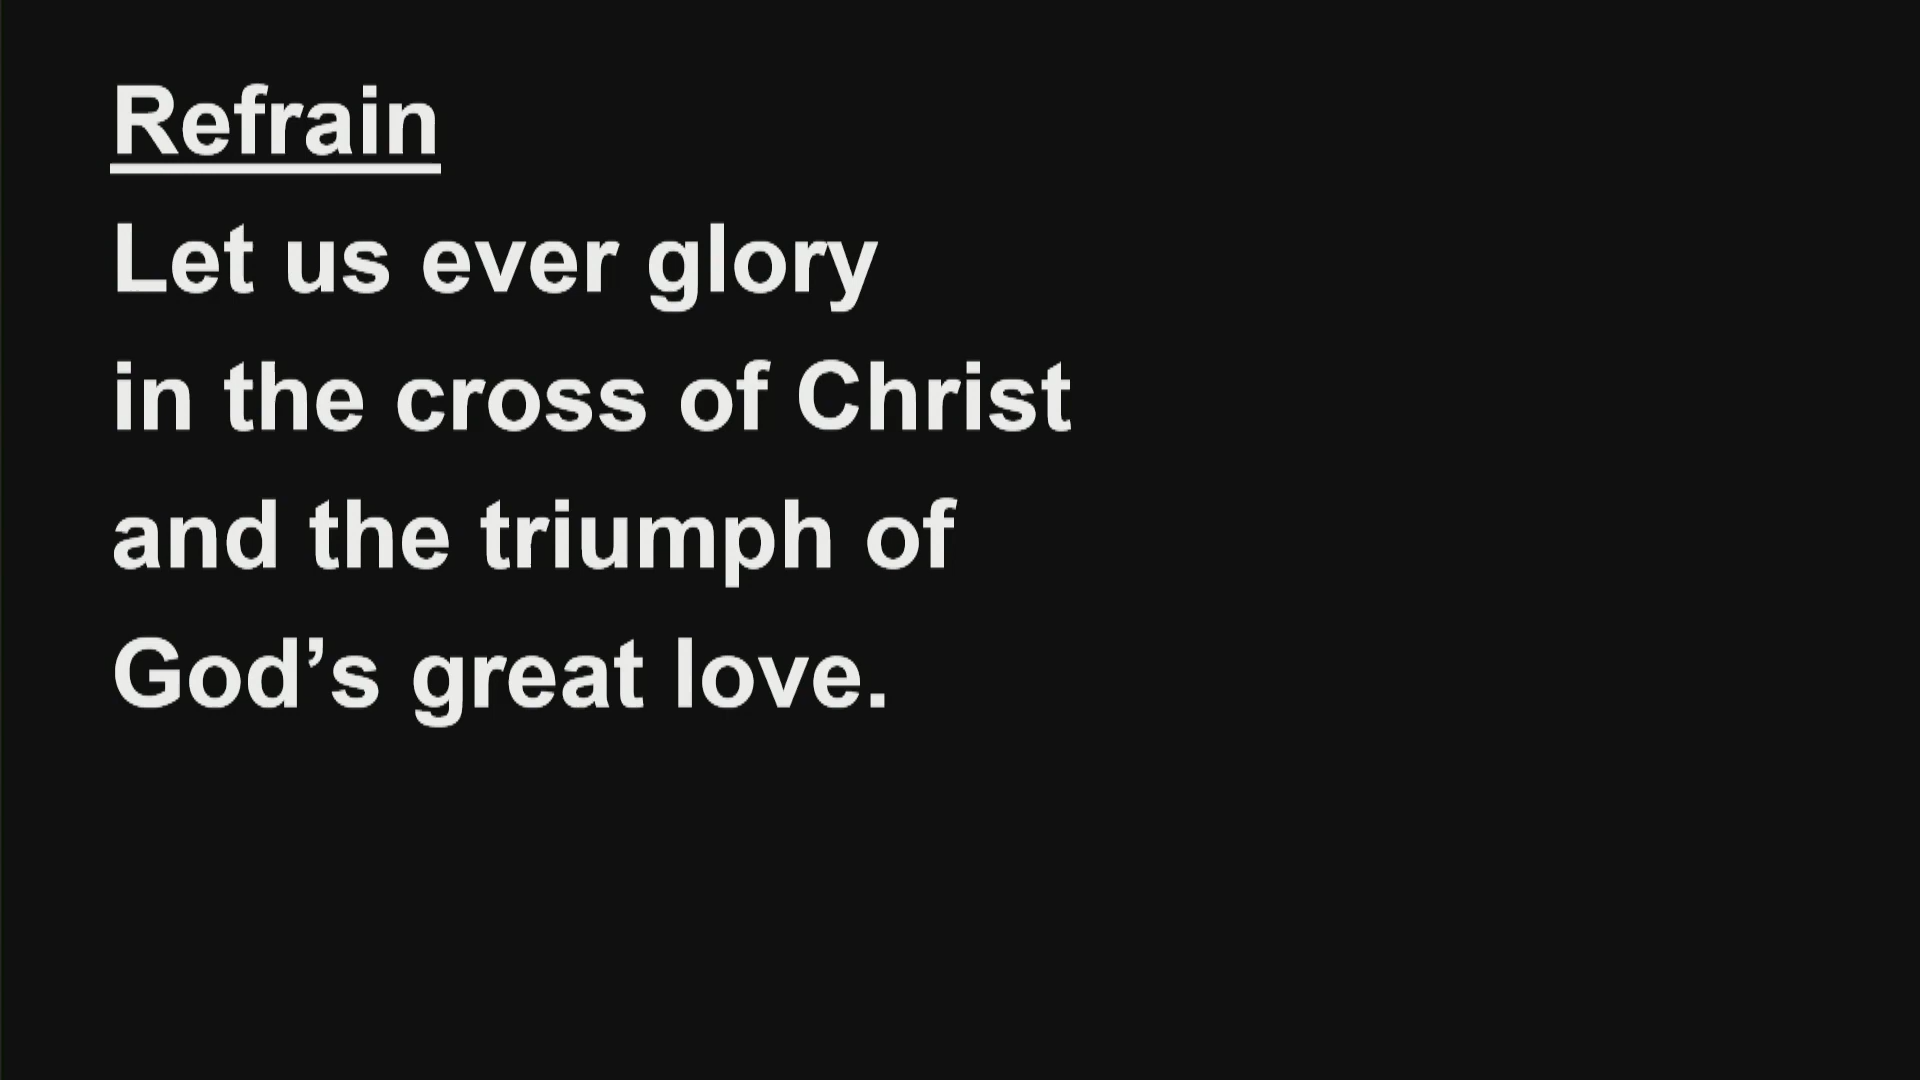 Refrain
Let us ever glory
in the cross of Christ
and the triumph of
God’s great love.